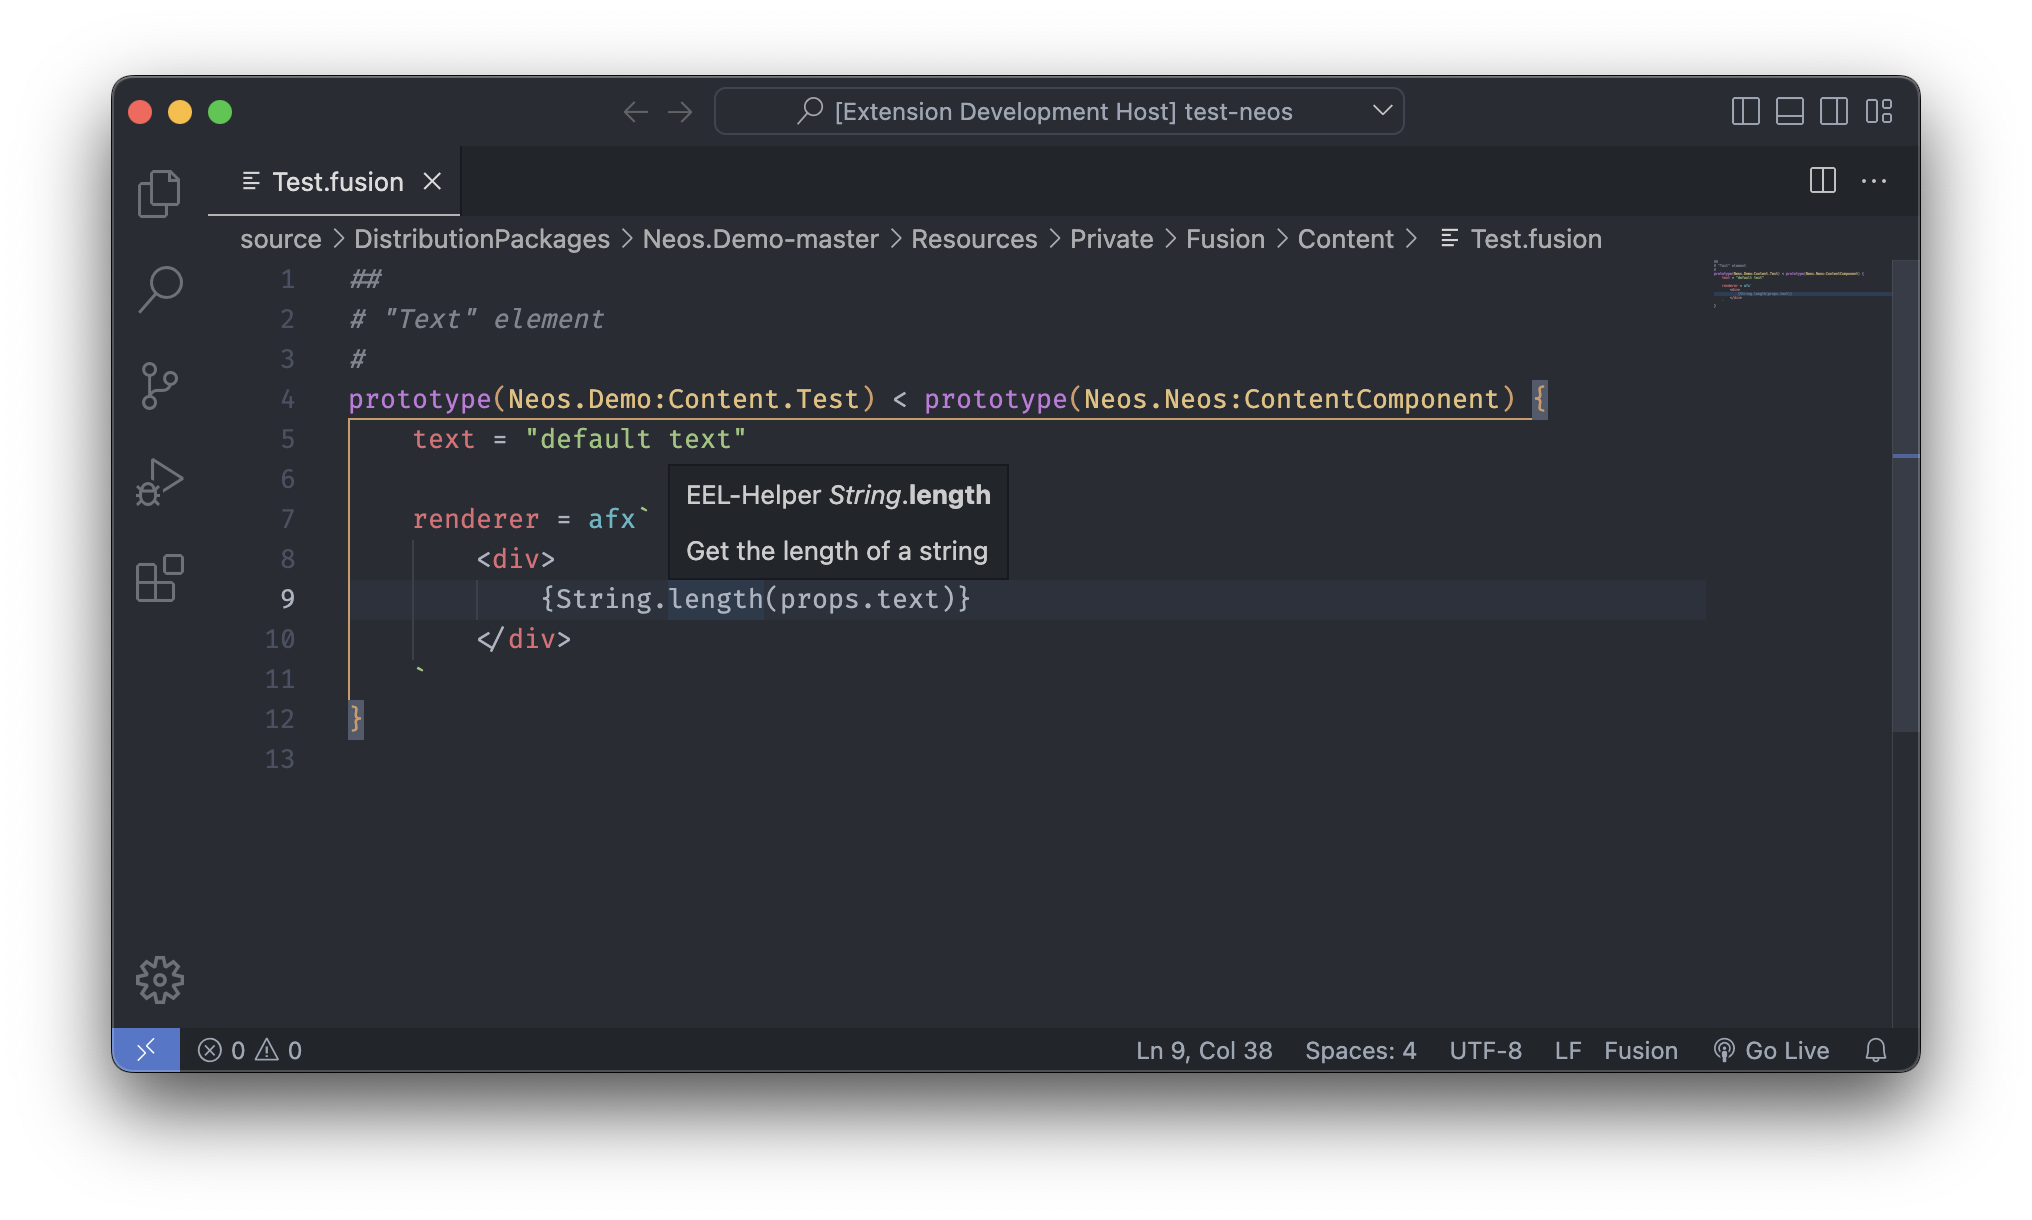 [Extension Development Host] test-neos
Test.fusion
source > DistributionPackages > Neos.Demo-master > Resources > Private > Fusion > Content > Test.fusion
1 ##
2 # "Text" element
3 #
4 prototype(Neos.Demo:Content.Test) < prototype(Neos.Neos:ContentComponent) {
5 text = "default text"
6
EEL-Helper String.length
7 renderer = afx`
Get the length of a string
8 <div>
9 {String.length(props.text)}
10 </div>
11 `
12 }
13
0 0 Ln 9, Col 38 Spaces: 4 UTF-8 LF Fusion Go Live